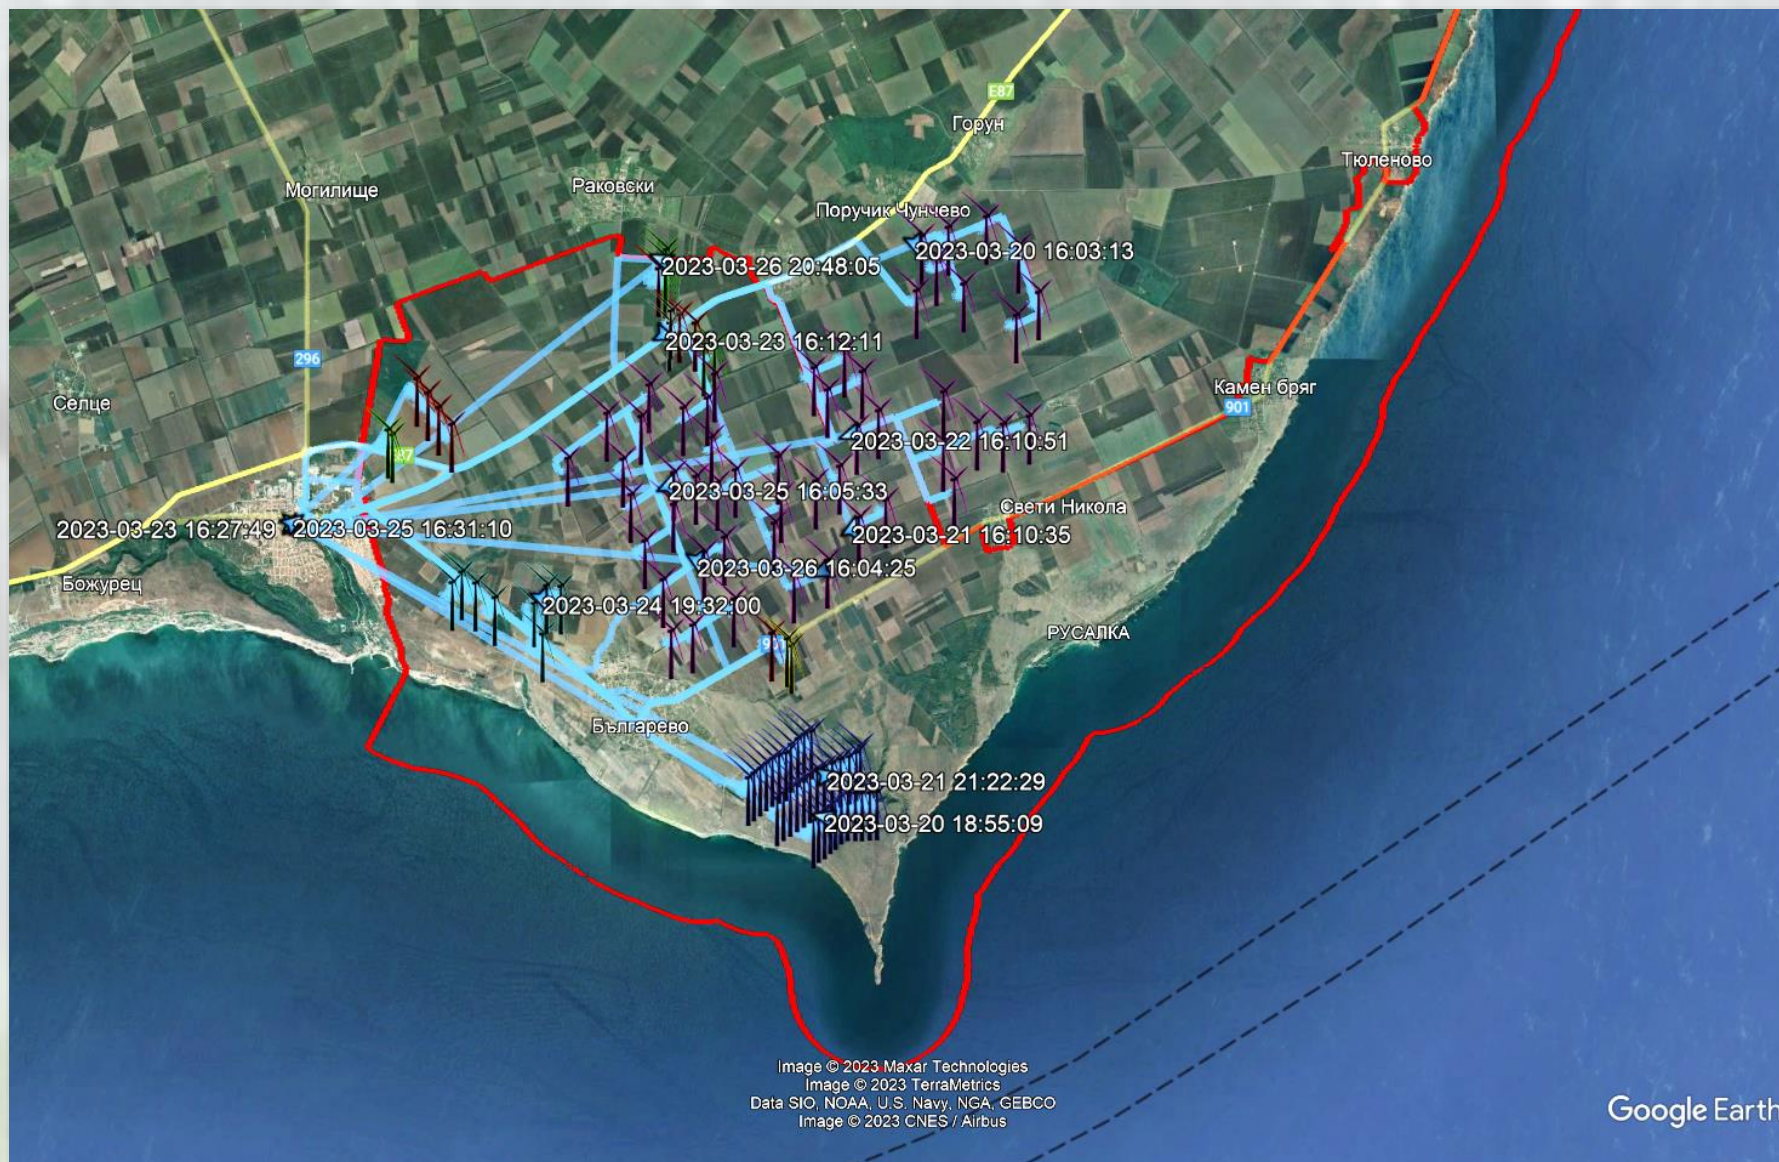 E87
Горун
Тюленово
Могилище
Раковски
Поручик Чунчево
2023-03-20 16:03:13
2023-03-26 20:48:05
2023-03-23 16:12:11
296
Селце
Камен бряг
901
2023-03-22 16:10:51
2023-03-25 16:05:33
Свети Никола
2023-03-23 16:27:49
2023-03-25 16:31:10
2023-03-21 16:10:35
2023-03-26 16:04:25
Божурец
2023-03-24 19:32:00
РУСАЛКА
Българево
2023-03-21 21:22:29
2023-03-20 18:55:09
Image © 2023 Maxar Technologies
Image © 2023 TerraMetrics
Data SIO, NOAA, U.S. Navy, NGA, GEBCO
Image © 2023 CNES / Airbus
Google Earth